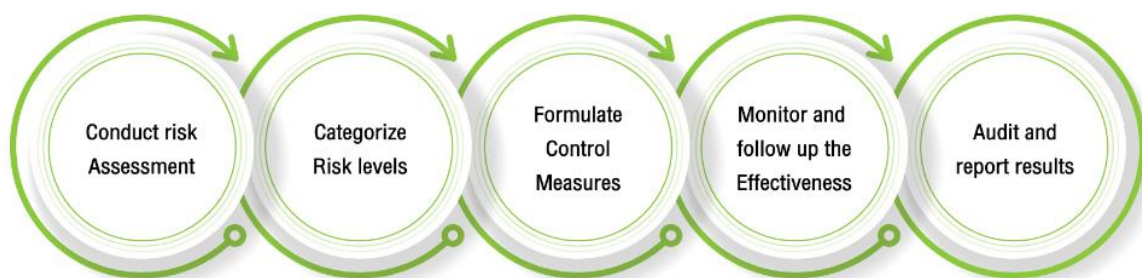 Conduct risk
Assessment
Categorize
Risk levels
Formulate
Control
Measures
Monitor and
follow up the
Effectiveness
Audit and
report results